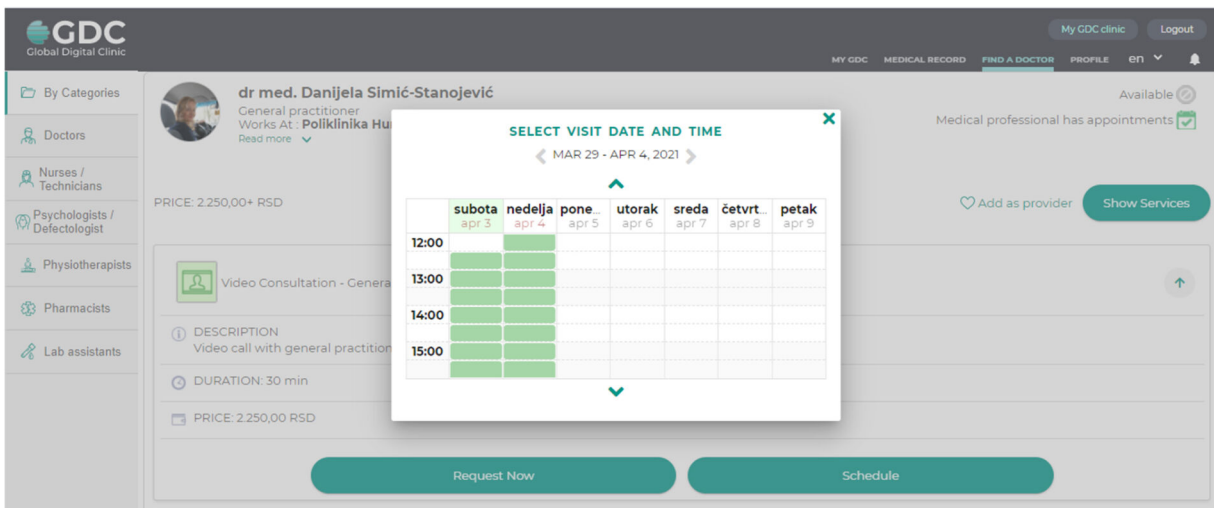 GDC
Global Digital Clinic
My GDC clinic
Logout
MY GDC
MEDICAL RECORD
FIND A DOCTOR
PROFILE
en
By Categories
Doctors
Nurses /
Technicians
Psychologists /
Defectologist
Physiotherapists
Pharmacists
Lab assistants
dr med. Danijela Simić-Stanojević
General practitioner
Works At : Poliklinika Hu
Read more
Available
Medical professional has appointments
PRICE: 2.250,00+ RSD
Add as provider
Show Services
Video Consultation - Genera
DESCRIPTION
Video call with general practition
DURATION: 30 min
PRICE: 2.250,00 RSD
Request Now
Schedule
SELECT VISIT DATE AND TIME
MAR 29 - APR 4, 2021
subota nedelja pone... utorak sreda četvrt... petak
apr 3 apr 4 apr 5 apr 6 apr 7 apr 8 apr 9
12:00
13:00
14:00
15:00